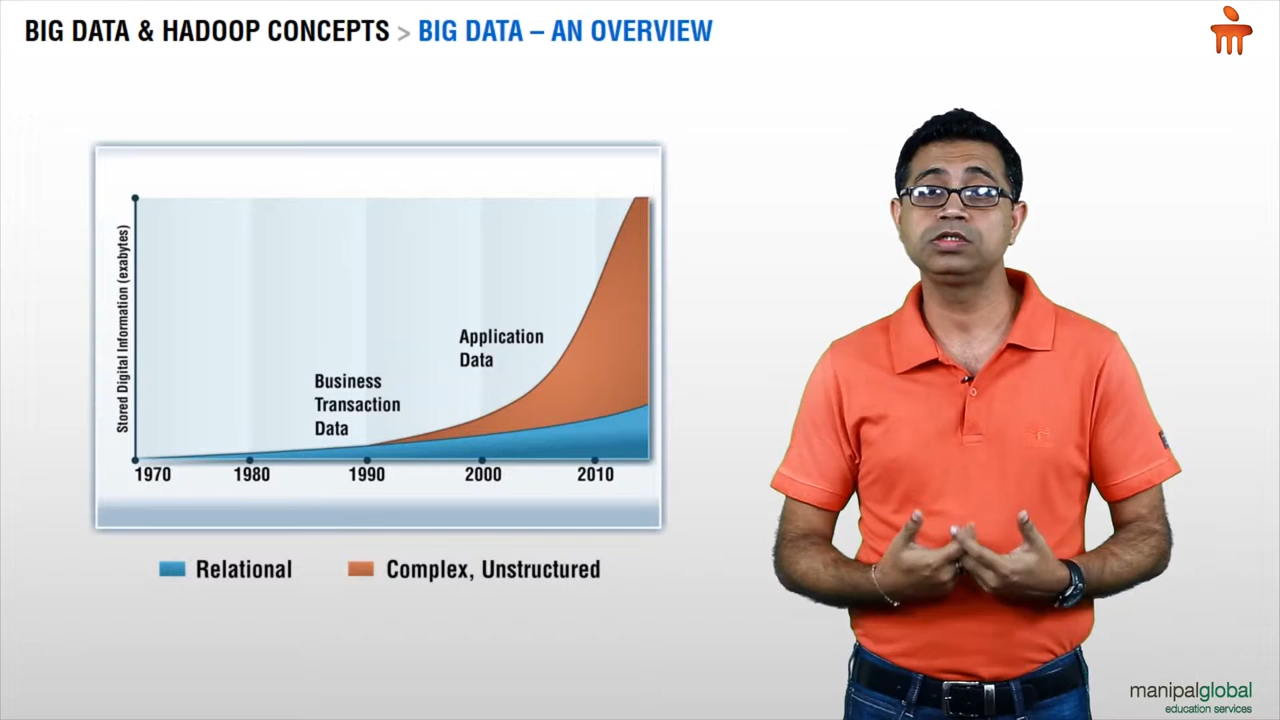 BIG DATA & HADOOP CONCEPTS > BIG DATA – AN OVERVIEW
Stored Digital Information (exabytes)
Application
Data
Business
Transaction
Data
1970 1980 1990 2000 2010
Relational Complex, Unstructured
manipalglobal
education services